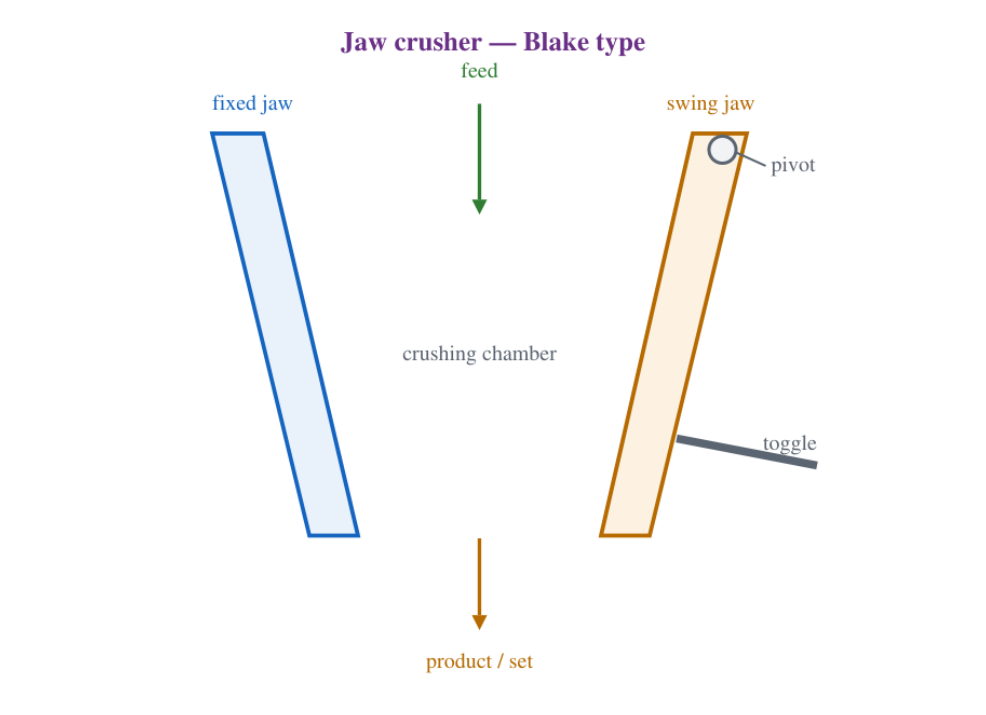 Jaw crusher — Blake type
feed
fixed jaw
swing jaw
pivot
crushing chamber
toggle
product / set